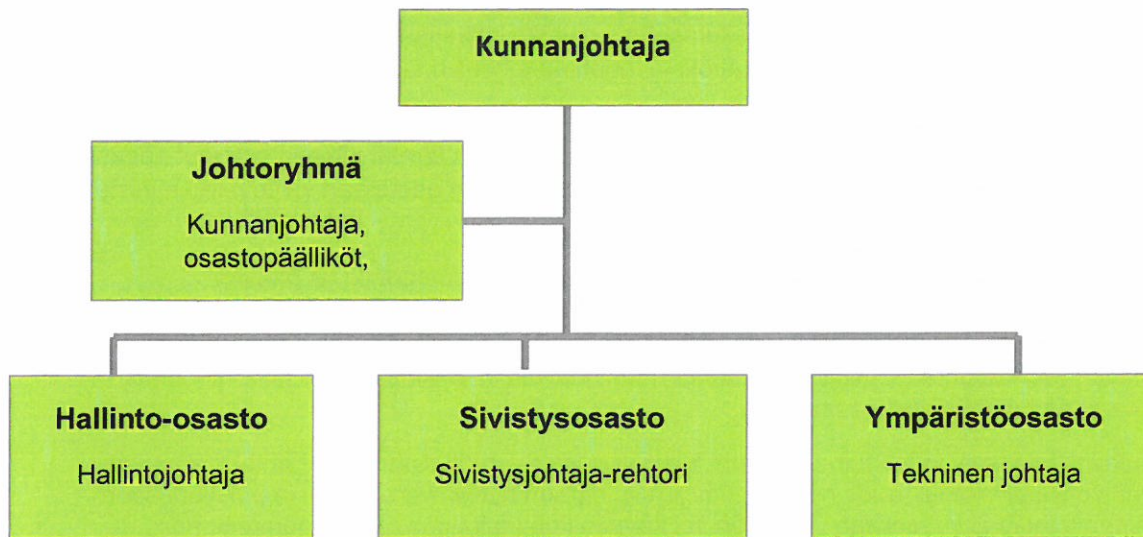 Kunnanjohtaja
Johtoryhmä
Kunnanjohtaja,
osastopäälliköt,
Hallinto-osasto
Hallintojohtaja
Sivistysosasto
Sivistysjohtaja-rehtori
Ympäristöosasto
Tekninen johtaja